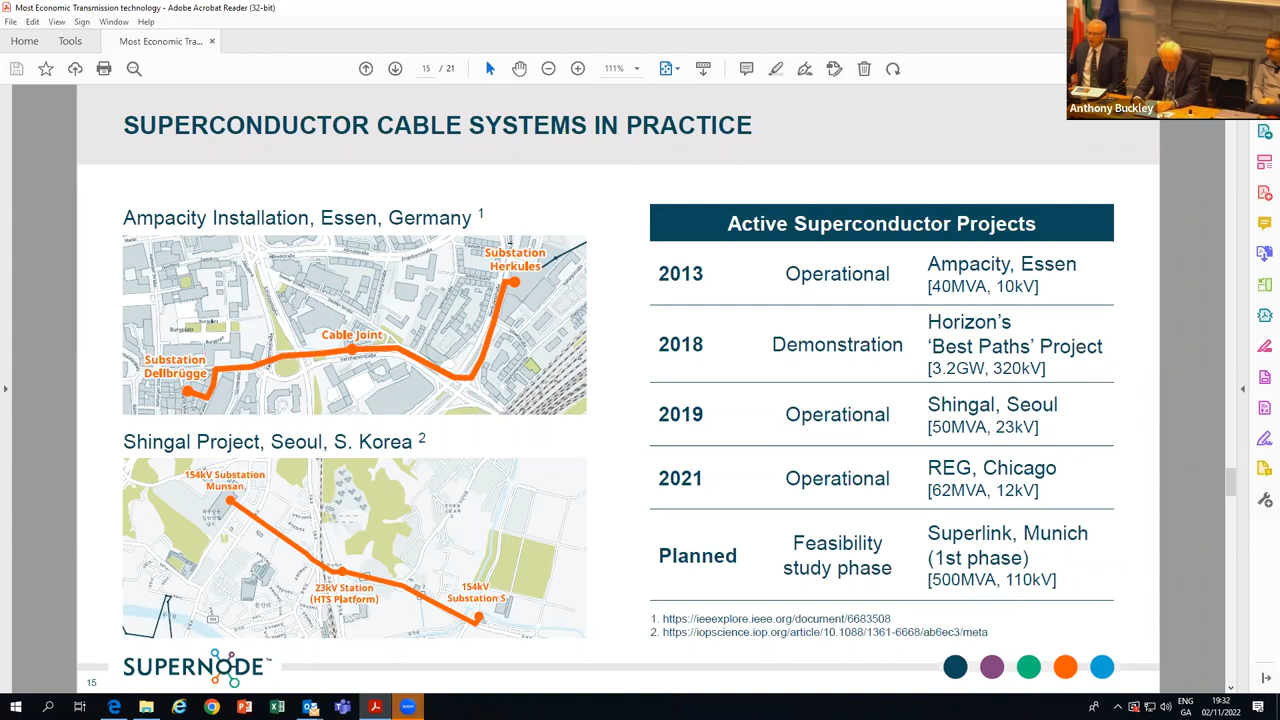 Most Economic Transmission technology - Adobe Acrobat Reader (32-bit)
File Edit View Sign Window Help
Home Tools Most Economic Tra... ×
15 / 21 111%
Anthony Buckley
SUPERCONDUCTOR CABLE SYSTEMS IN PRACTICE
Ampacity Installation, Essen, Germany 1
Substation
Herkules
Cable Joint
Substation
Dellbrügge
Shingal Project, Seoul, S. Korea 2
154kV Substation
Munsan
23kV Station
(HTS Platform)
154kV
Substation S
Active Superconductor Projects
2013 Operational Ampacity, Essen
[40MVA, 10kV]
2018 Demonstration Horizon's
'Best Paths' Project
[3.2GW, 320kV]
2019 Operational Shingal, Seoul
[50MVA, 23kV]
2021 Operational REG, Chicago
[62MVA, 12kV]
Planned Feasibility
study phase Superlink, Munich
(1st phase)
[500MVA, 110kV]
1. https://ieeexplore.ieee.org/document/6683508
2. https://iopscience.iop.org/article/10.1088/1361-6668/ab6ec3/meta
SUPERNODE™
15
ENG
GA
19:32
02/11/2022